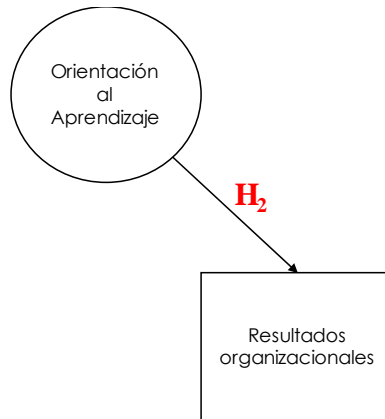 Orientación
al
Aprendizaje
H₂
Resultados
organizacionales